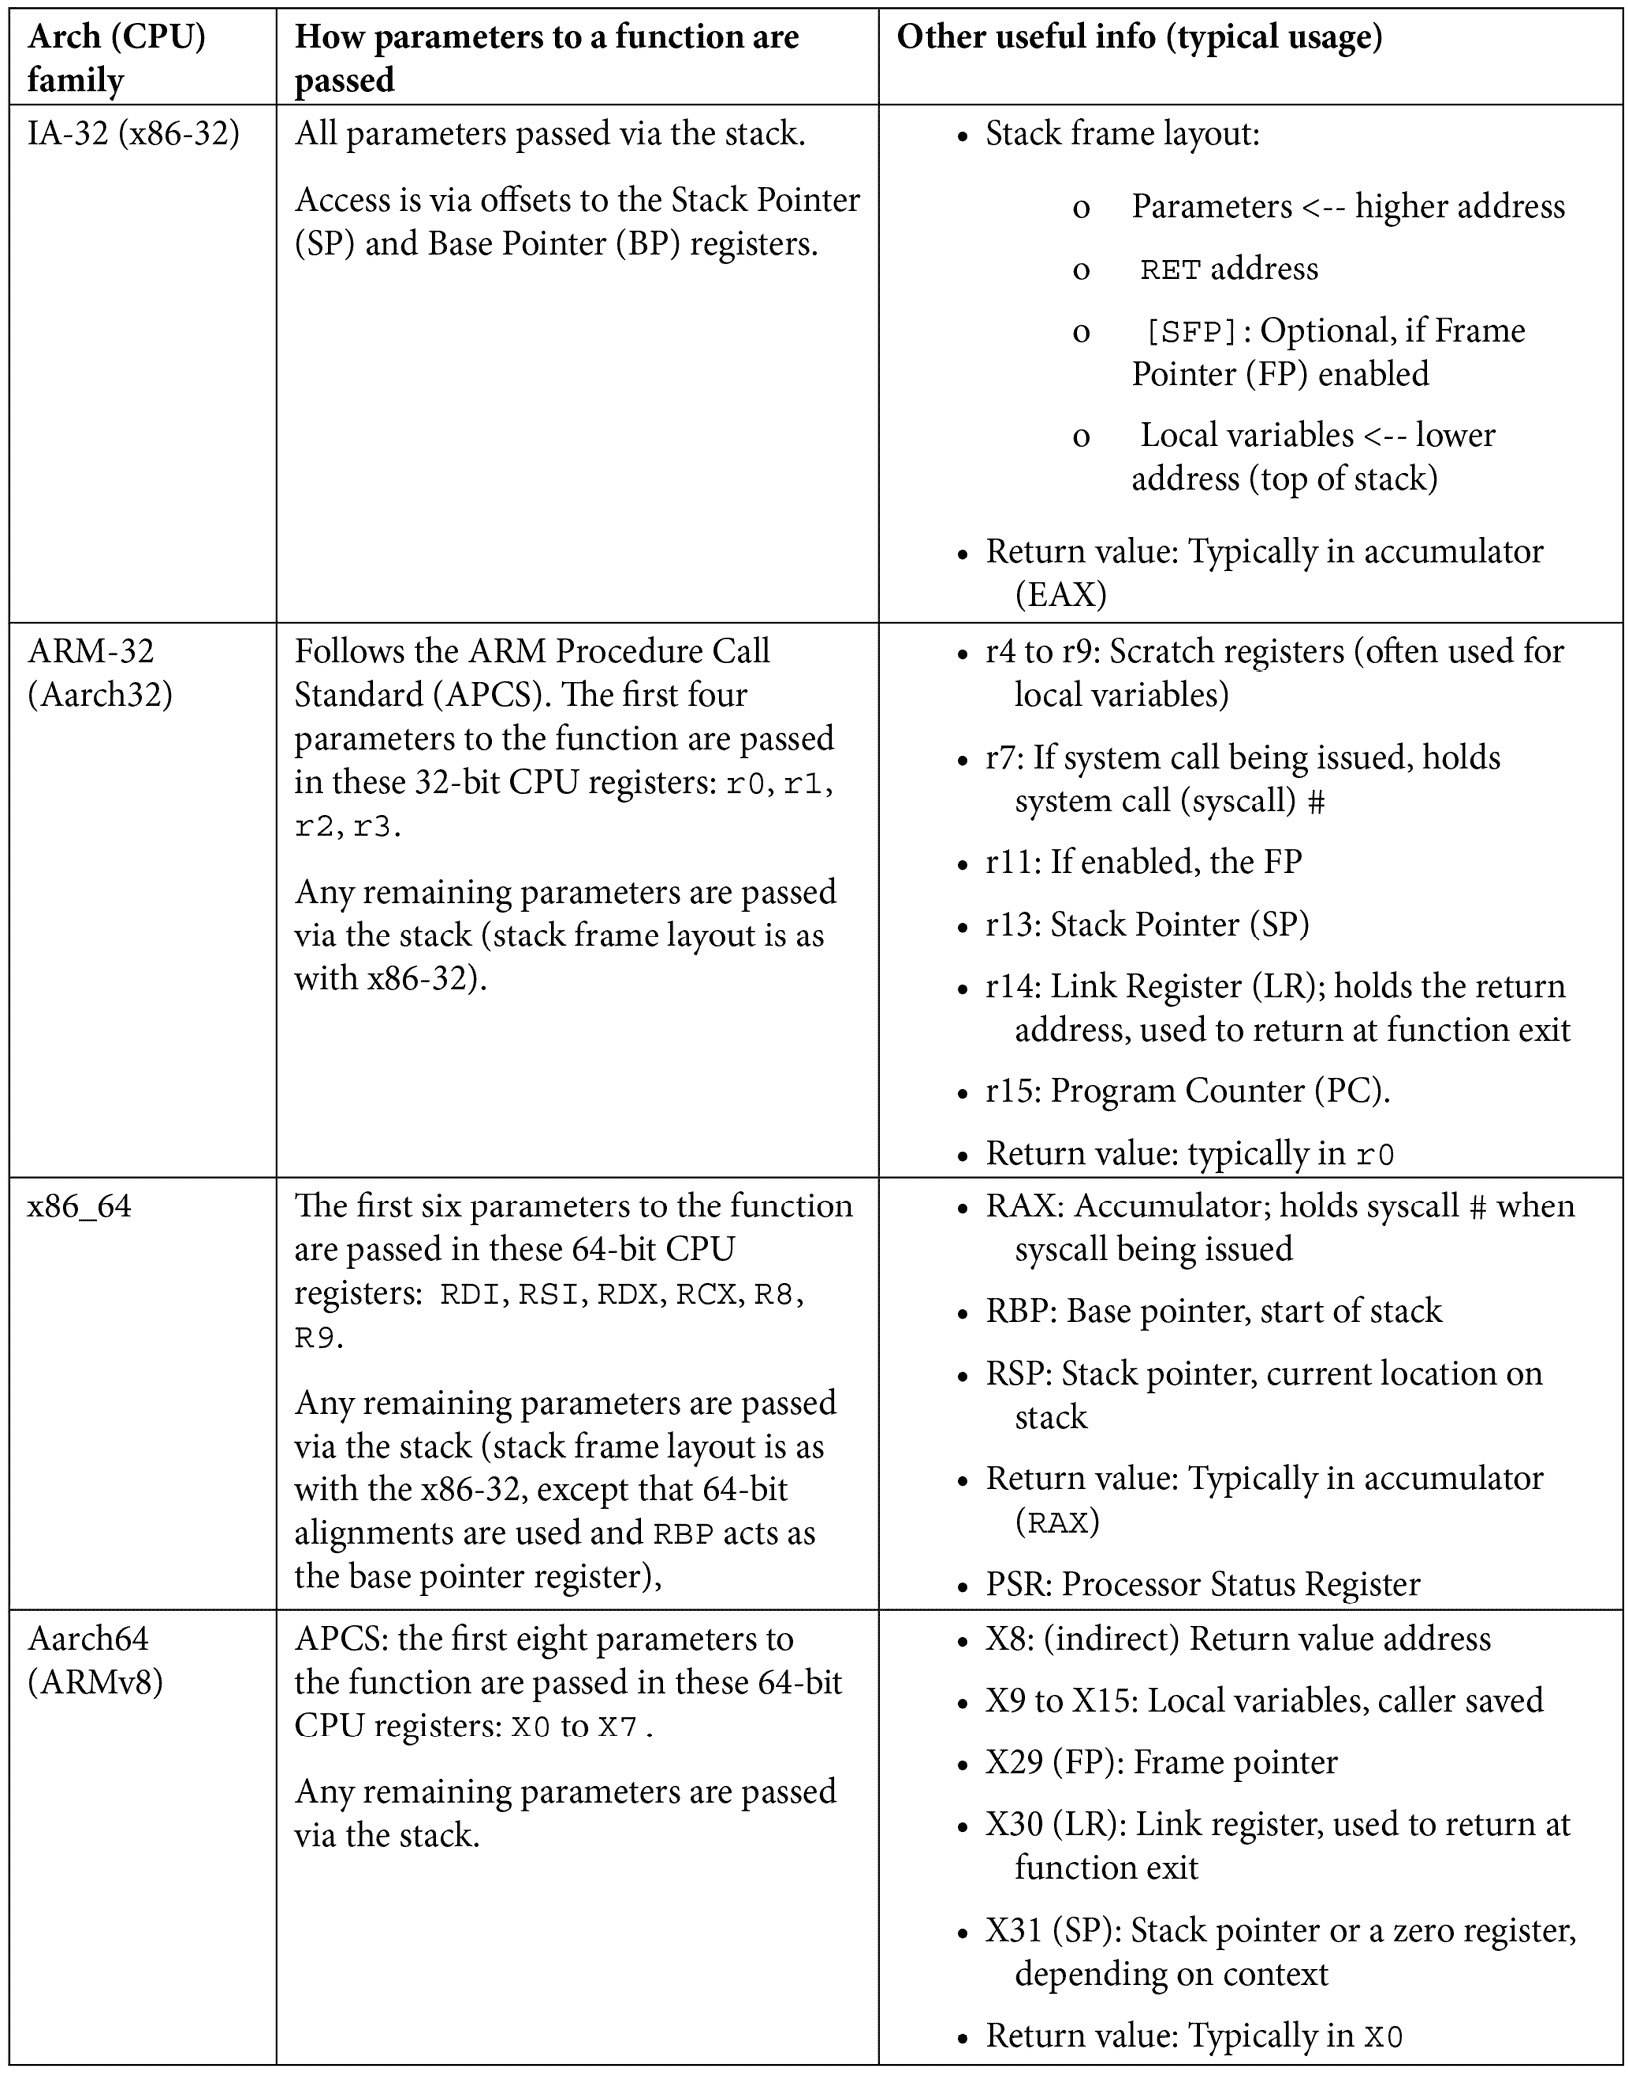 Arch (CPU)
family
How parameters to a function are
passed
Other useful info (typical usage)
IA-32 (x86-32)
All parameters passed via the stack.
Access is via offsets to the Stack Pointer
(SP) and Base Pointer (BP) registers.
• Stack frame layout:
o Parameters <-- higher address
o RET address
o [SFP]: Optional, if Frame
Pointer (FP) enabled
o Local variables <-- lower
address (top of stack)
• Return value: Typically in accumulator
(EAX)
ARM-32
(Aarch32)
Follows the ARM Procedure Call
Standard (APCS). The first four
parameters to the function are passed
in these 32-bit CPU registers: r0, r1,
r2, r3.
Any remaining parameters are passed
via the stack (stack frame layout is as
with x86-32).
• r4 to r9: Scratch registers (often used for
local variables)
• r7: If system call being issued, holds
system call (syscall) #
• r11: If enabled, the FP
• r13: Stack Pointer (SP)
• r14: Link Register (LR); holds the return
address, used to return at function exit
• r15: Program Counter (PC).
• Return value: typically in r0
x86_64
The first six parameters to the function
are passed in these 64-bit CPU
registers: RDI, RSI, RDX, RCX, R8,
R9.
Any remaining parameters are passed
via the stack (stack frame layout is as
with the x86-32, except that 64-bit
alignments are used and RBP acts as
the base pointer register),
• RAX: Accumulator; holds syscall # when
syscall being issued
• RBP: Base pointer, start of stack
• RSP: Stack pointer, current location on
stack
• Return value: Typically in accumulator
(RAX)
• PSR: Processor Status Register
Aarch64
(ARMv8)
APCS: the first eight parameters to
the function are passed in these 64-bit
CPU registers: X0 to X7 .
Any remaining parameters are passed
via the stack.
• X8: (indirect) Return value address
• X9 to X15: Local variables, caller saved
• X29 (FP): Frame pointer
• X30 (LR): Link register, used to return at
function exit
• X31 (SP): Stack pointer or a zero register,
depending on context
• Return value: Typically in X0